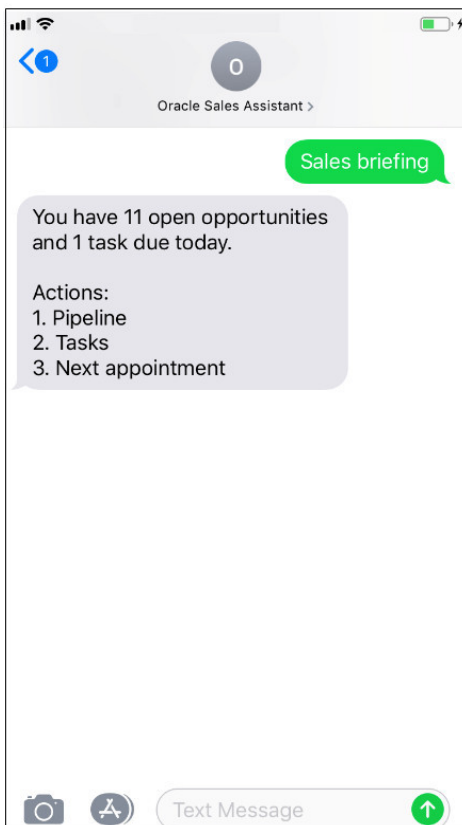 1
O
Oracle Sales Assistant >
Sales briefing
You have 11 open opportunities
and 1 task due today.
Actions:
1. Pipeline
2. Tasks
3. Next appointment
Text Message